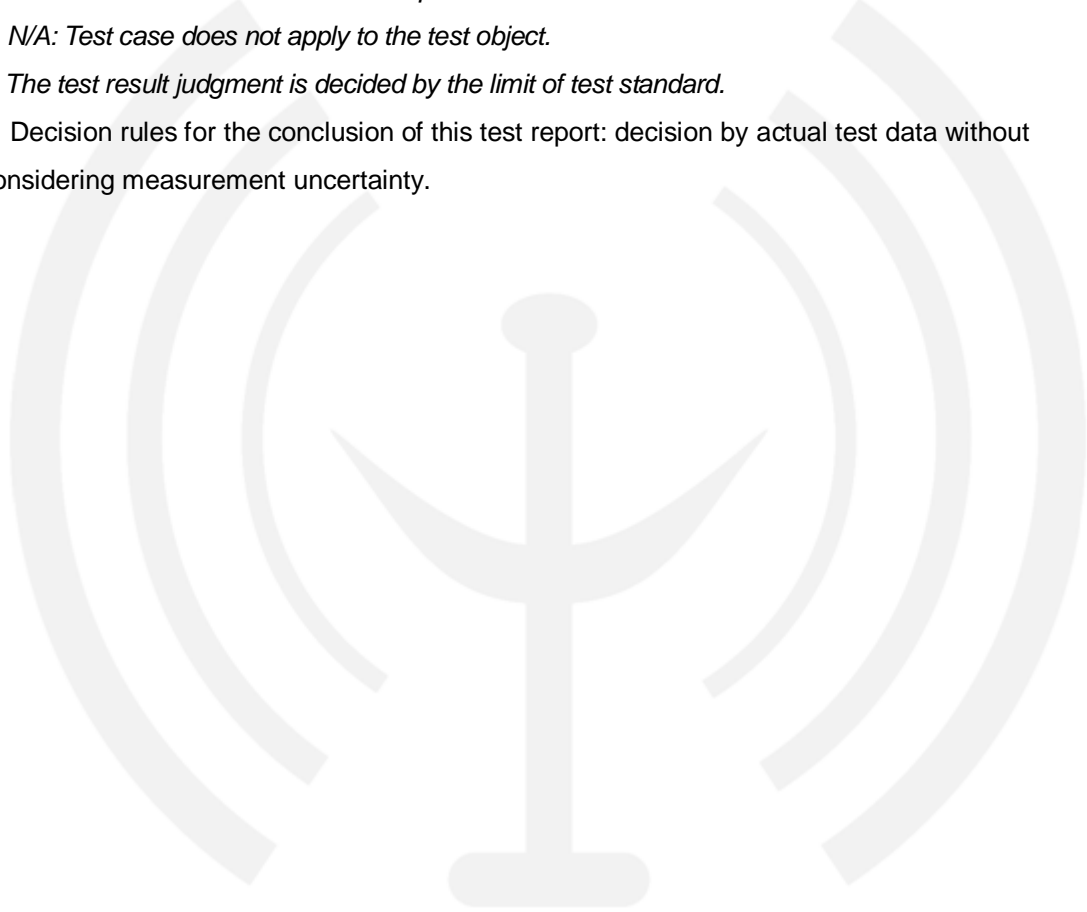 N/A: Test case does not apply to the test object.
The test result judgment is decided by the limit of test standard.
Decision rules for the conclusion of this test report: decision by actual test data without
onsidering measurement uncertainty.